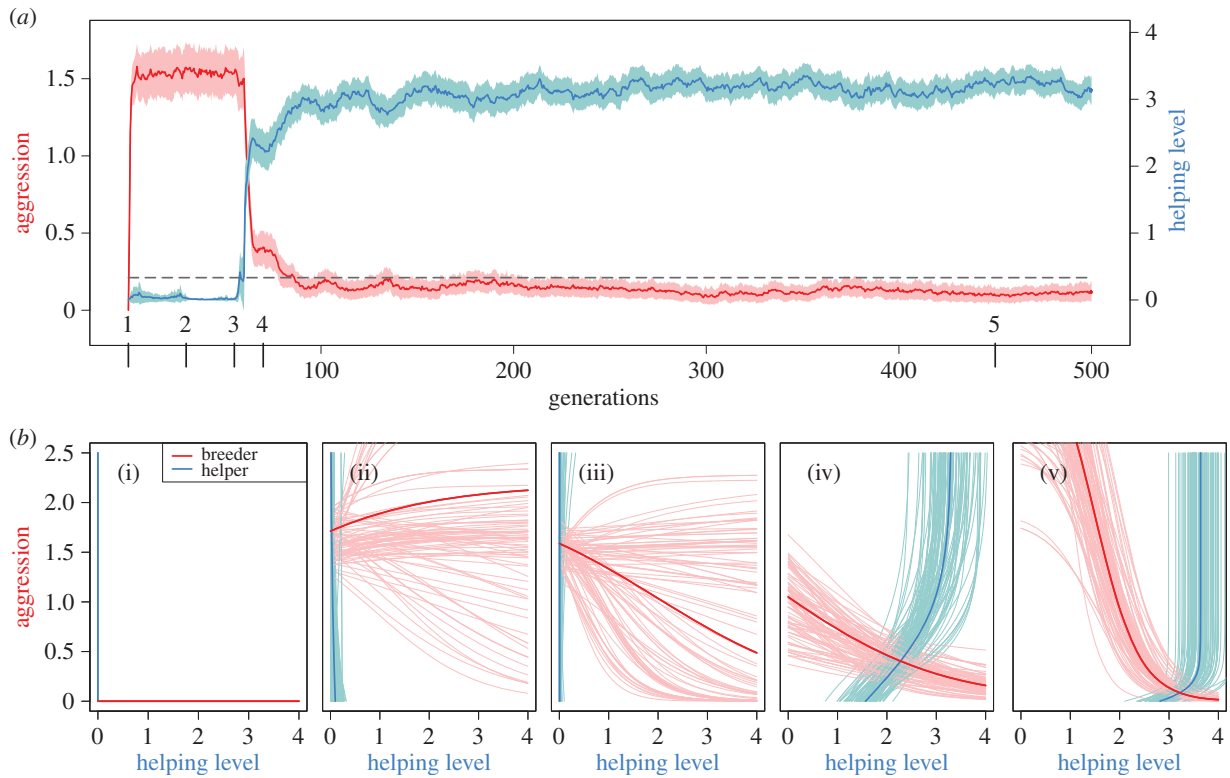 (a)
4
1.5
3
1.0
2
0.5
1
0
0
aggression
helping level
1 2 3 4 5
100 200 300 400 500
generations
(b)
breeder
helper
(i) (ii) (iii) (iv) (v)
2.5
2.0
1.5
1.0
0.5
0
aggression
0 1 2 3 4 0 1 2 3 4 0 1 2 3 4 0 1 2 3 4 0 1 2 3 4
helping level helping level helping level helping level helping level